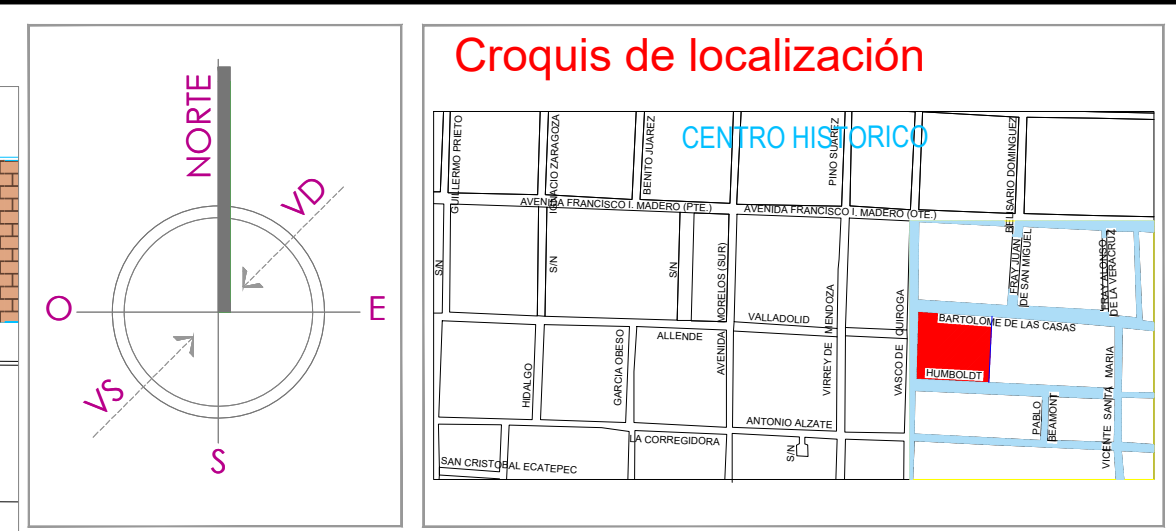 NORTE
VD
O
E
VS
S
Croquis de localización
CENTRO HISTORICO
GUILLERMO PRIETO
IGNACIO ZARAGOZA
BENITO JUAREZ
PINO SUAREZ
BELISARIO DOMINGUEZ
AVENIDA FRANCISCO I. MADERO (PTE.)
AVENIDA FRANCISCO I. MADERO (OTE.)
S/N
S/N
S/N
AVENIDA MORELOS (SUR)
VIRREY DE MENDOZA
VASCO DE QUIROGA
FRAY JUAN
DE SAN MIGUEL
FRAY ALONSO
DE LA VERACRUZ
VALLADOLID
BARTOLOME DE LAS CASAS
ALLENDE
HIDALGO
GARCIA OBESO
HUMBOLDT
VICENTE SANTA MARIA
PABLO
BEAMONT
ANTONIO ALZATE
LA CORREGIDORA
S/N
SAN CRISTOBAL ECATEPEC